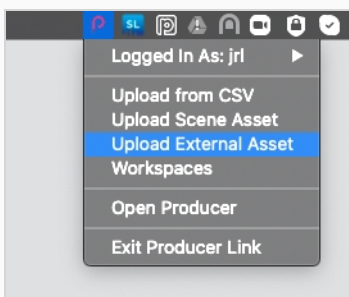 SL
Logged In As: jrl
Upload from CSV
Upload Scene Asset
Upload External Asset
Workspaces
Open Producer
Exit Producer Link